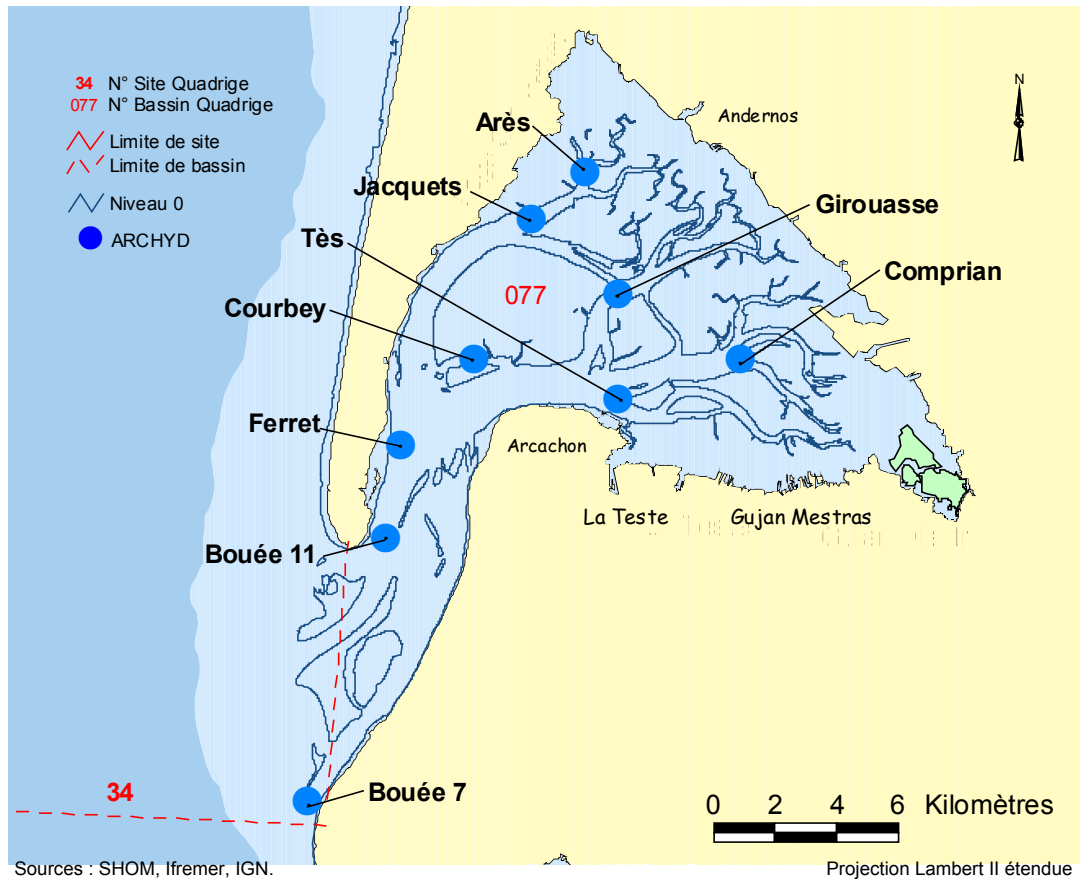 34 N° Site Quadrige
077 N° Bassin Quadrige
Limite de site
Limite de bassin
Niveau 0
ARCHYD
N
Andernos
Arès
Jacquets
Girouasse
Tès
Comprian
077
Courbey
Ferret
Arcachon
La Teste
Gujan Mestras
Bouée 11
34
Bouée 7
0 2 4 6 Kilomètres
Sources : SHOM, Ifremer, IGN.
Projection Lambert II étendue